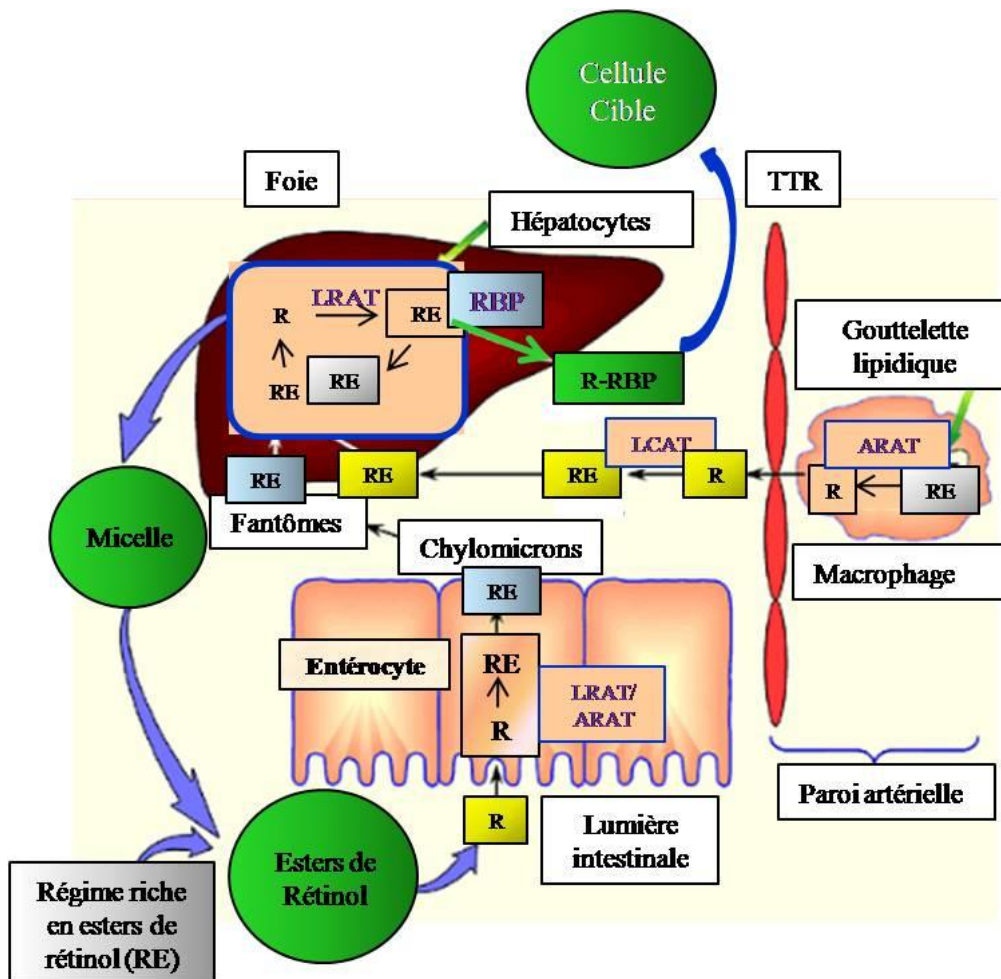 Cellule
Cible
Foie
TTR
Hépatocytes
LRAT
RBP
R
RE
Gouttelette
lipidique
RE
RE
R-RBP
LCAT
ARAT
RE
RE
RE
R
R
RE
Fantômes
Micelle
Chylomicrons
Macrophage
RE
Entérocyte
RE
LRAT/
ARAT
R
Paroi artérielle
R
Lumière
intestinale
Esters de
Rétinol
Régime riche
en esters de
rétinol (RE)